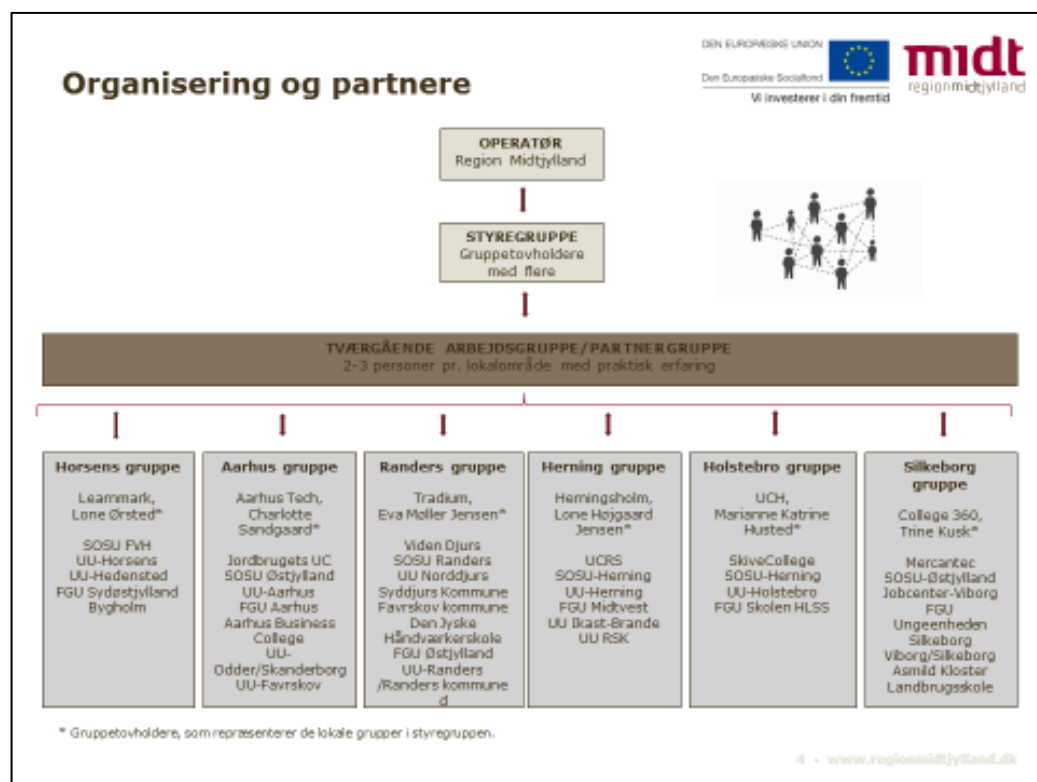 DEN EUROPÆISKE UNION
Den Europæiske Socialfond
Vi investerer i din fremtid
midt
regionmidtjylland
Organisering og partnere
OPERATØR
Region Midtjylland
STYREGRUPPE
Gruppetovholdere
med flere
TVÆRGÅENDE ARBEJDSGRUPPE/PARTNERGRUPPE
2-3 personer pr. lokalområde med praktisk erfaring
Horsens gruppe
Learnmark,
Lone Ørsted*
SOSU FVH
UU-Horsens
UU-Hedensted
FGU Sydøstjylland
Bygholm
Aarhus gruppe
Aarhus Tech,
Charlotte
Sandgaard*
Jordbrugets UC
SOSU Østjylland
UU-Aarhus
FGU Aarhus
Aarhus Business
College
UU-
Odder/Skanderborg
UU-Favrskov
Randers gruppe
Tradium,
Eva Møller Jensen*
Viden Djurs
SOSU Randers
UU Norddjurs
Syddjurs Kommune
Favrskov kommune
Den Jyske
Håndværkerskole
FGU Østjylland
UU-Randers
/Randers kommune
d
Herning gruppe
Herningsholm,
Lone Højgaard
Jensen*
UCRS
SOSU-Herning
UU-Herning
FGU Midtvest
UU Ikast-Brande
UU RSK
Holstebro gruppe
UCH,
Marianne Katrine
Husted*
SkiveCollege
SOSU-Herning
UU-Holstebro
FGU Skolen HLSS
Silkeborg
gruppe
College 360,
Trine Kusk*
Mercantec
SOSU-Østjylland
Jobcenter-Viborg
FGU
Ungeenheden
Silkeborg
Viborg/Silkeborg
Asmild Kloster
Landbrugsskole
* Gruppetovholdere, som repræsenterer de lokale grupper i styregruppen.
4 - www.regionmidtjylland.dk